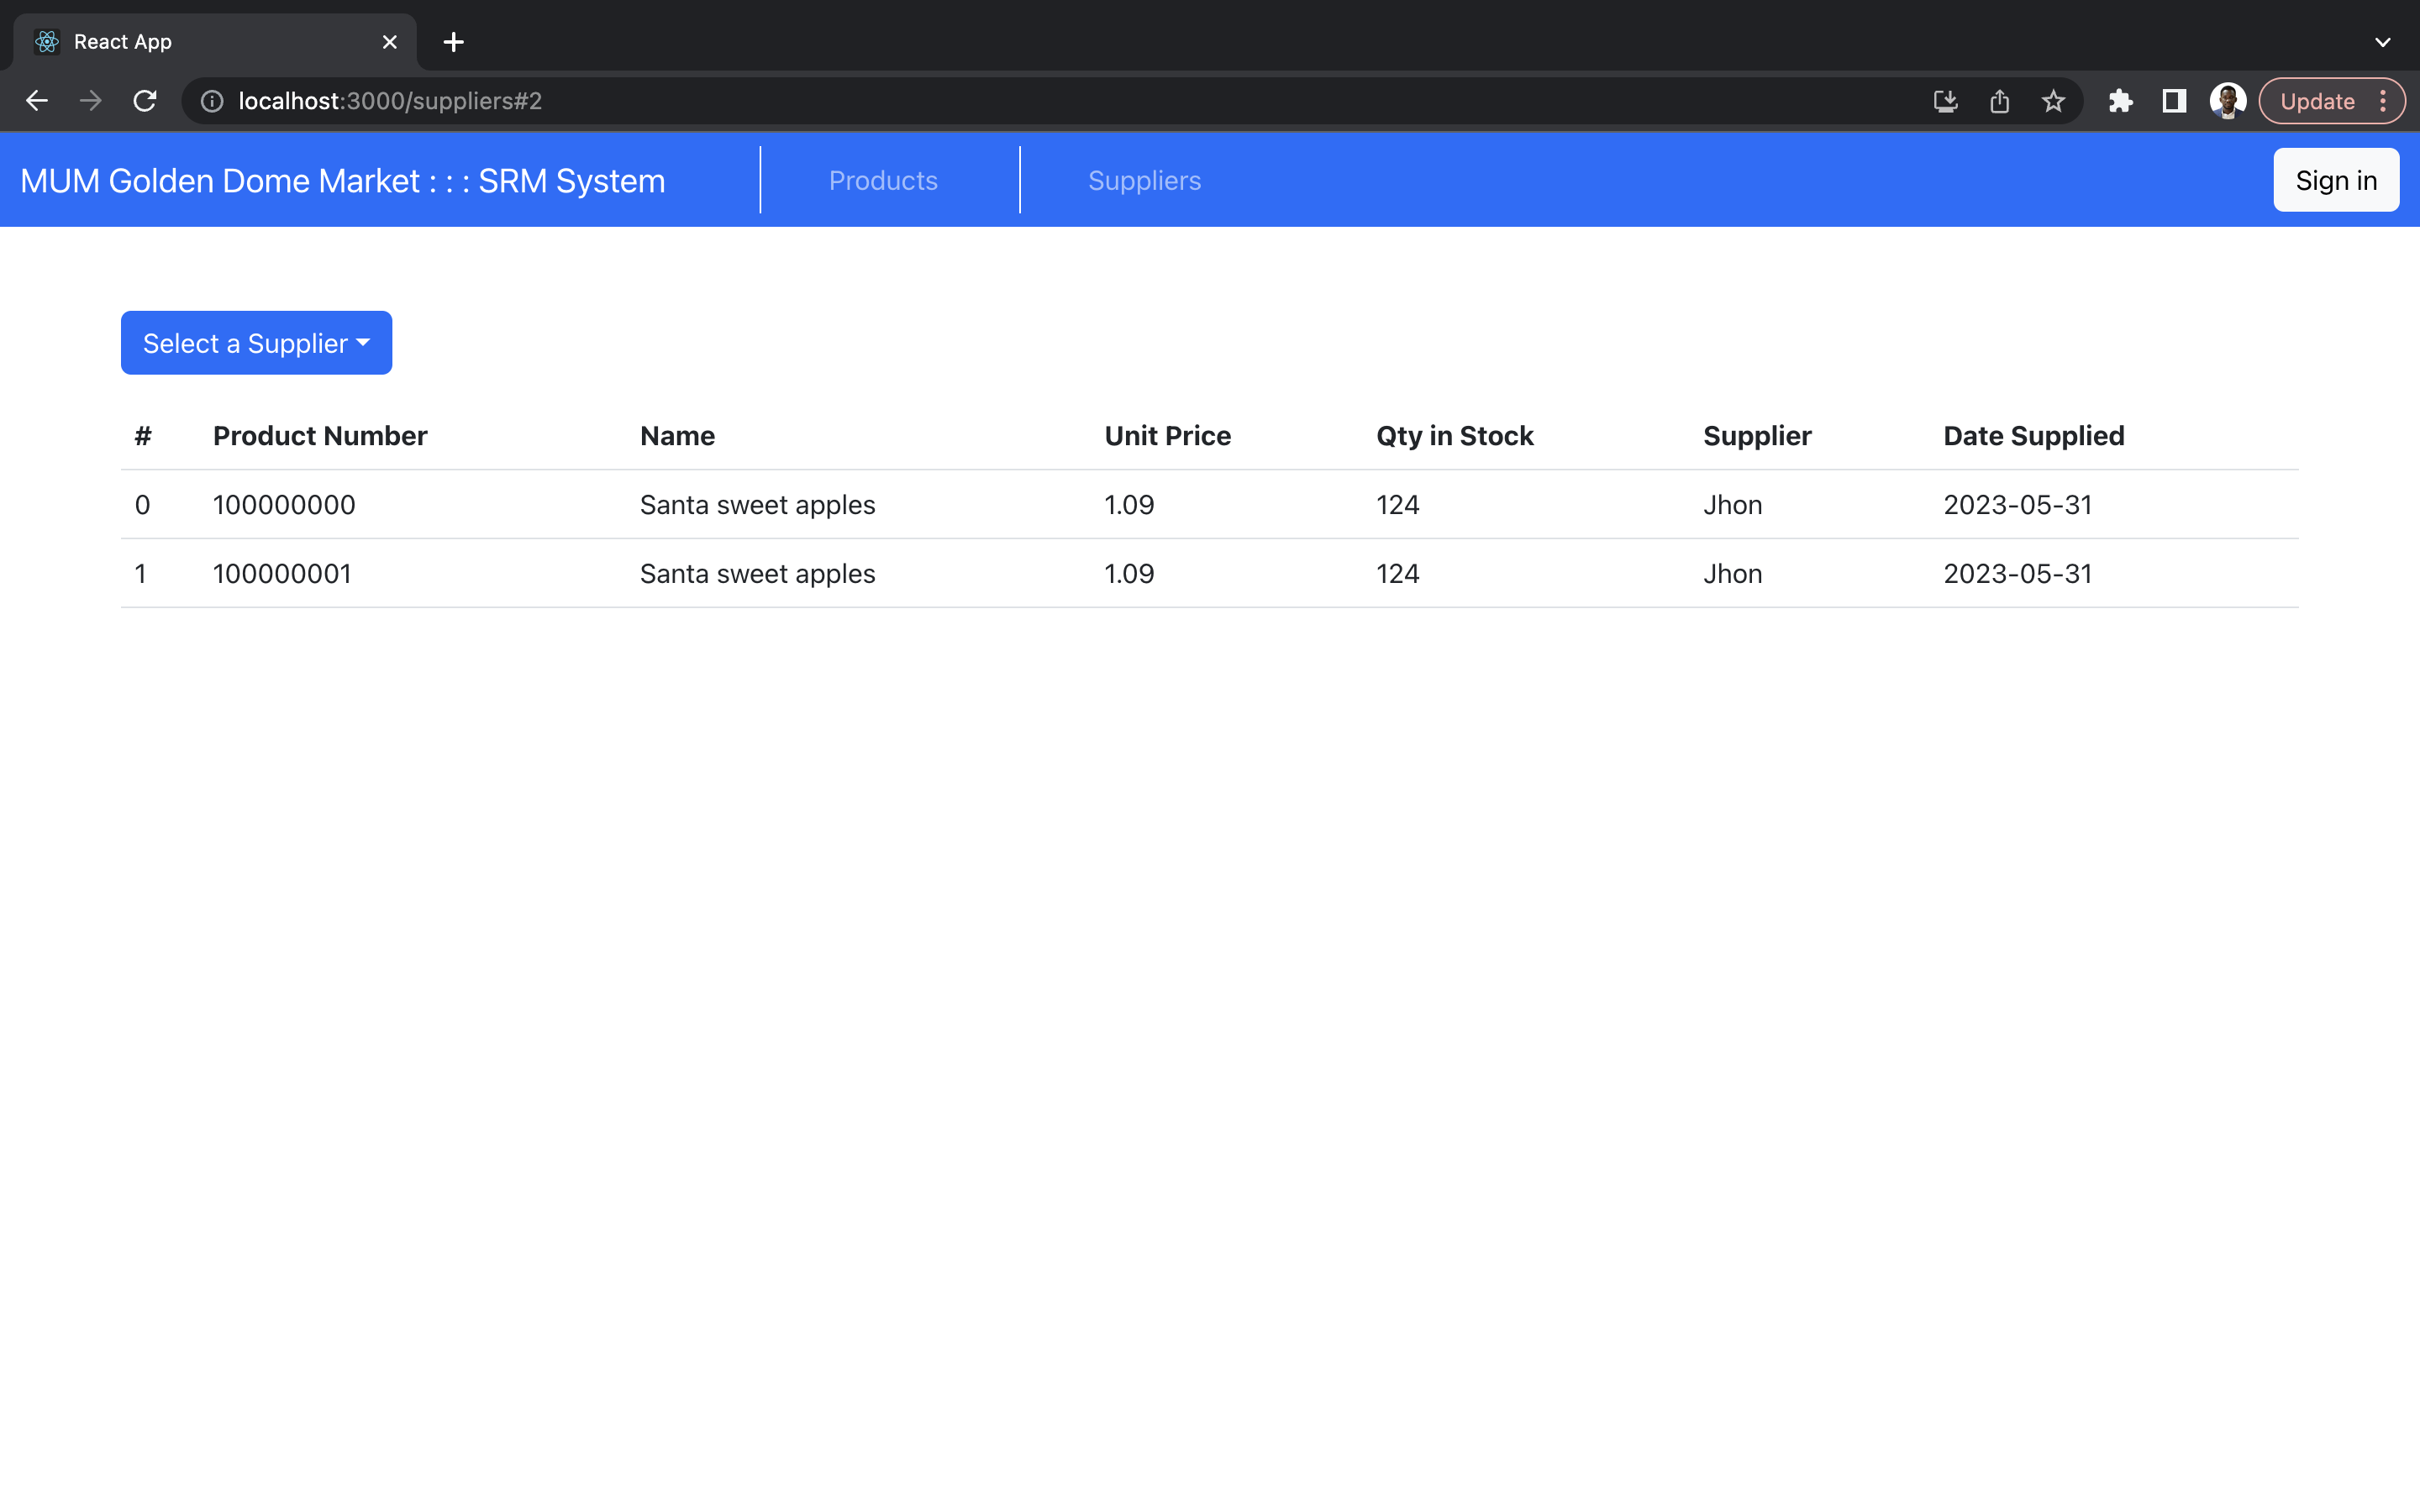 React App
localhost:3000/suppliers#2
Update
MUM Golden Dome Market : : : SRM System
Products
Suppliers
Sign in
Select a Supplier
# Product Number Name Unit Price Qty in Stock Supplier Date Supplied
0 100000000 Santa sweet apples 1.09 124 Jhon 2023-05-31
1 100000001 Santa sweet apples 1.09 124 Jhon 2023-05-31